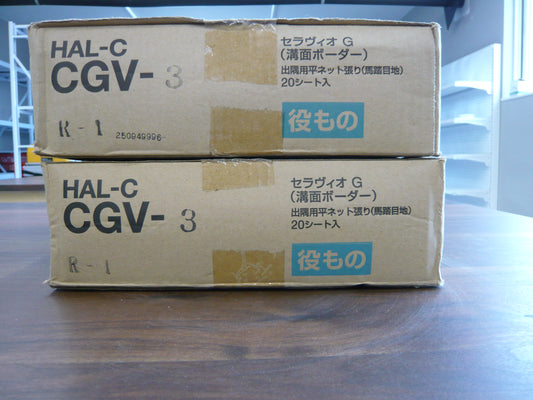 HAL-C
CGV- 3
R-1
250949996-
セラヴィオ G
(溝面ボーダー)
出隅用平ネット張り(馬踏目地)
20シート入
役もの
HAL-C
CGV- 3
R-1
セラヴィオ G
(溝面ボーダー)
出隅用平ネット張り(馬踏目地)
20シート入
役もの